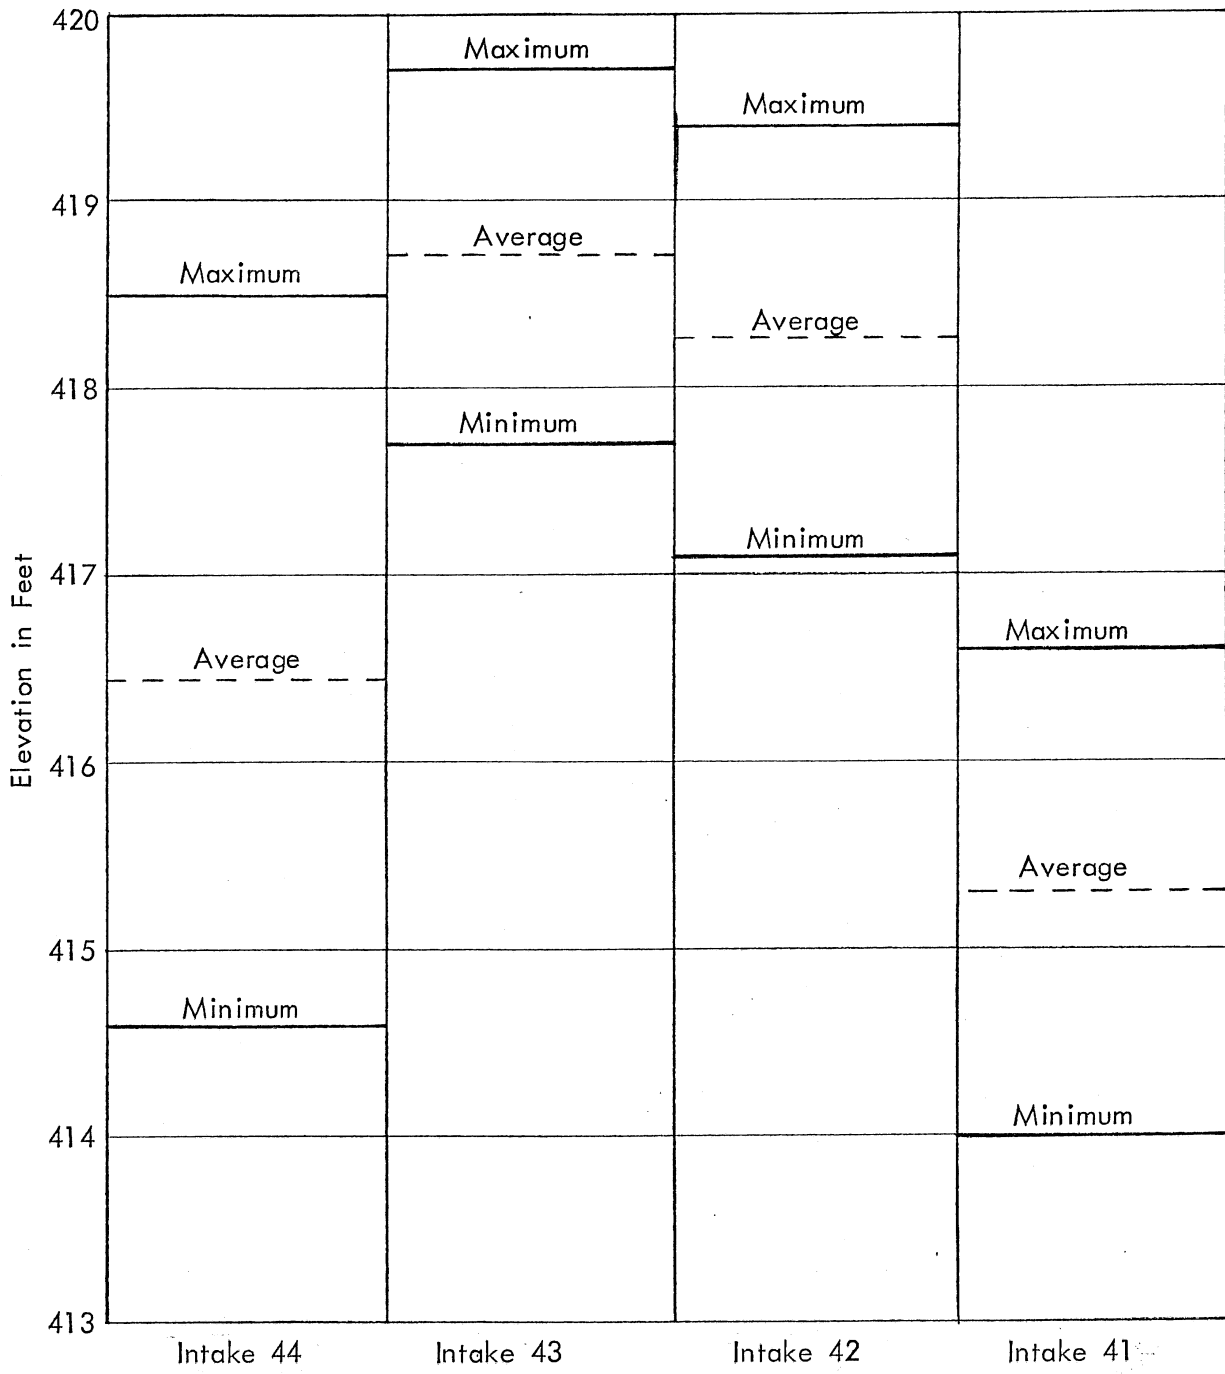 420
Maximum
Maximum
419
Average
Maximum
Average
418
Minimum
Minimum
417
Maximum
Average
416
Average
415
Minimum
Minimum
414
413
Elevation in Feet
Intake 44
Intake 43
Intake 42
Intake 41